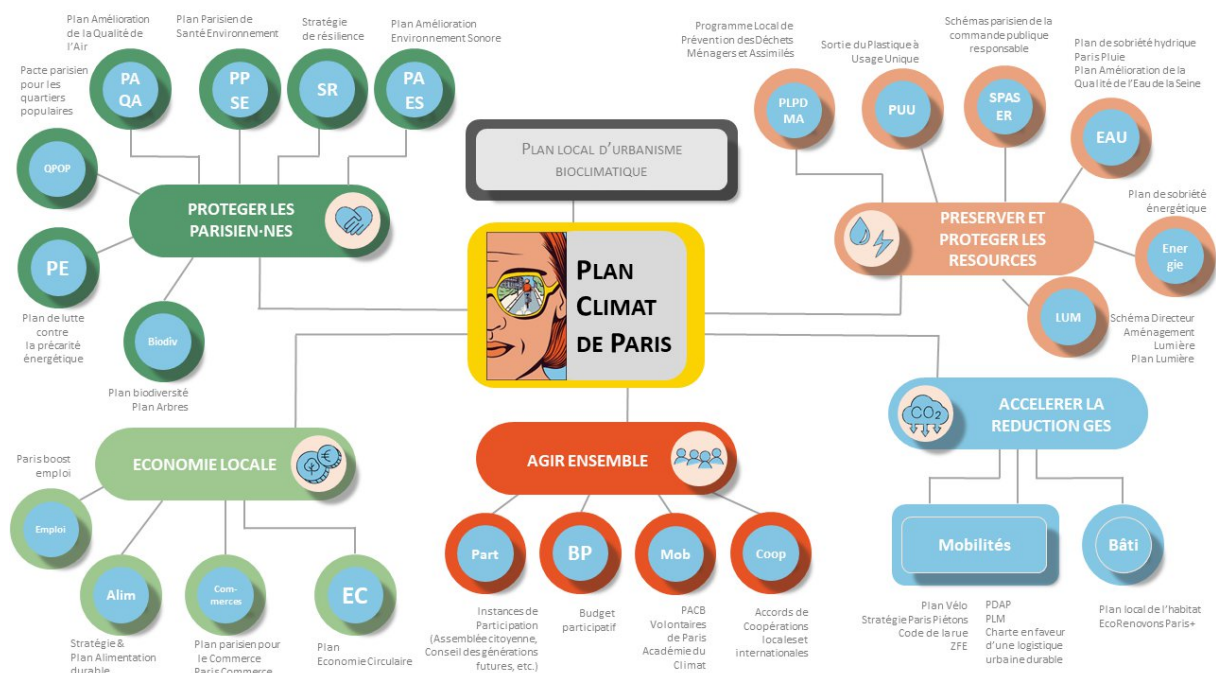 Plan Amélioration
de la Qualité de
l'Air
PA
QA
Plan Parisien de
Santé Environnement
PP
SE
Stratégie
de résilience
SR
Plan Amélioration
Environnement Sonore
PA
ES
Pacte parisien
pour les
quartiers
populaires
QPOP
PROTEGER LES
PARISIEN·NES
PE
Plan de lutte
contre
la précarité
énergétique
Biodiv
Plan biodiversité
Plan Arbres
PLAN LOCAL D'URBANISME
BIOCLIMATIQUE
PLAN
CLIMAT
DE PARIS
Programme Local de
Prévention des Déchets
Ménagers et Assimilés
PLPD
MA
Sortie du Plastique à
Usage Unique
PUU
Schémas parisien de la
commande publique
responsable
SPAS
ER
Plan de sobriété hydrique
Paris Pluie
Plan Amélioration de la
Qualité de l'Eau de la Seine
EAU
PRESERVER ET
PROTEGER LES
RESOURCES
Plan de sobriété
énergétique
Ener
gie
LUM
Schéma Directeur
Aménagement
Lumière
Plan Lumière
ECONOMIE LOCALE
Paris boost
emploi
Emploi
Alim
Stratégie &
Plan Alimentation
durable
Com-
merces
Plan parisien pour
le Commerce
Paris Commerce
EC
Plan
Economie Circulaire
AGIR ENSEMBLE
Part
Instances de
Participation
(Assemblée citoyenne,
Conseil des générations
futures, etc.)
BP
Budget
participatif
Mob
PACB
Volontaires
de Paris
Académie du
Climat
Coop
Accords de
Coopérations
locales et
internationales
CO2
ACCELERER LA
REDUCTION GES
Mobilités
Plan Vélo
Stratégie Paris Piétons
Code de la rue
ZFE
PDAP
PLM
Charte en faveur
d'une logistique
urbaine durable
Bâti
Plan local de l'habitat
EcoRenovons Paris+